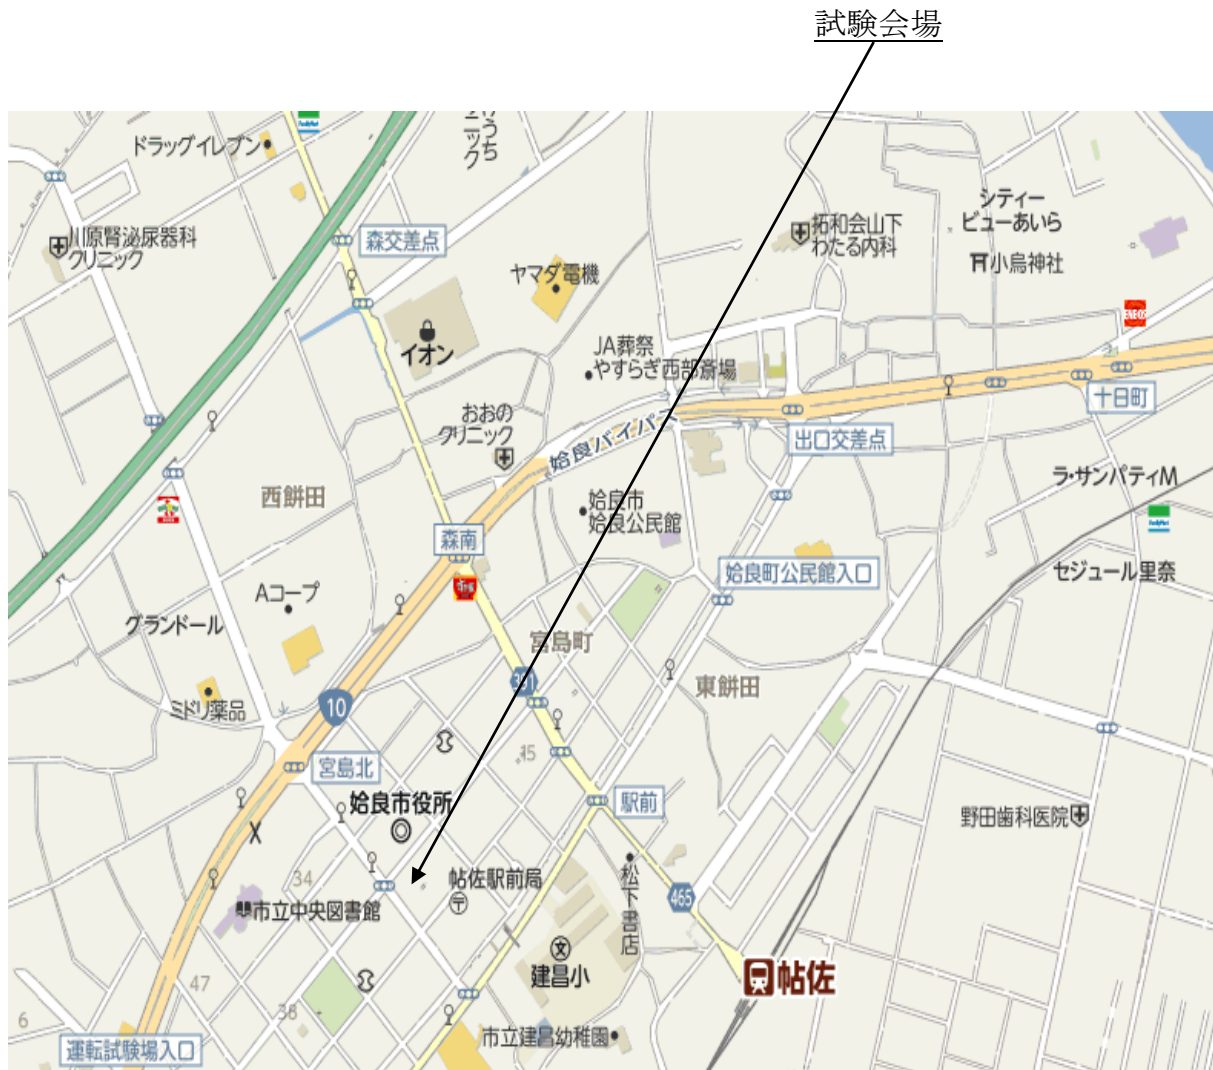 試験会場
ドラッグイレブン
川原腎泌尿器科
クリニック
森交差点
ヤマダ電機
イオン
拓和会山下
わたる内科
シティー
ビューあいら
小烏神社
ENEOS
JA葬祭
やすらぎ西部斎場
十日町
おおの
クリニック
姶良バイパス
出口交差点
ラ・サンパティM
FamilyMart
西餅田
姶良市
姶良公民館
森南
姶良町公民館入口
セジュール里奈
Aコープ
グランドール
宮島町
東餅田
391
ミドリ薬品
10
15
宮島北
姶良市役所
駅前
野田歯科医院
34
帖佐駅前局
松下書店
465
市立中央図書館
建昌小
帖佐
47
38
6
市立建昌幼稚園
運転試験場入口